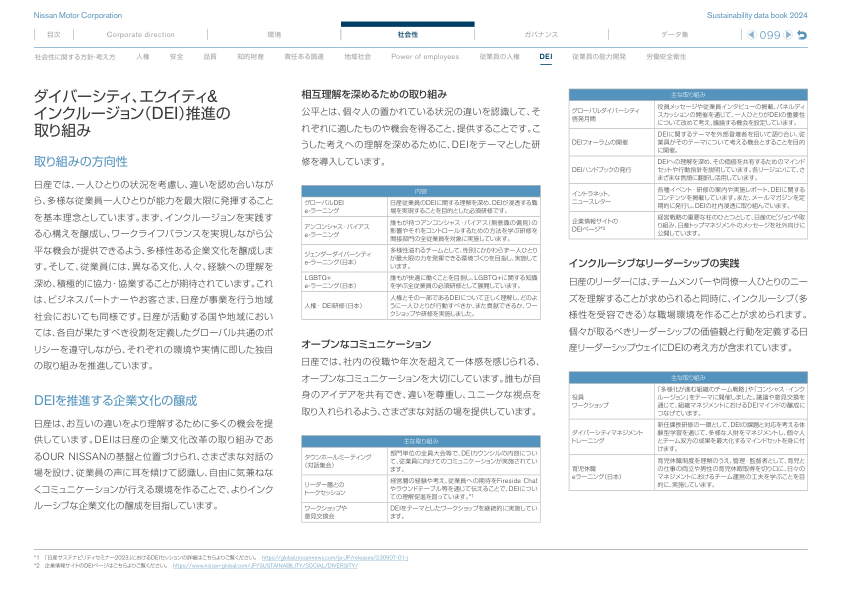 Nissan Motor Corporation
Sustainability data book 2024
目次
Corporate direction
環境
社会性
ガバナンス
データ集
099
社会性に関する方針・考え方 人権 安全 品質 知的財産 責任ある調達 地域社会 Power of employees 従業員の人権 DEI 従業員の能力開発 労働安全衛生
ダイバーシティ、エクイティ&
インクルージョン(DEI)推進の
取り組み
取り組みの方向性
日産では、一人ひとりの状況を考慮し、違いを認め合いなが
ら、多様な従業員一人ひとりが能力を最大限に発揮すること
を基本理念としています。まず、インクルージョンを実践す
る心構えを醸成し、ワークライフバランスを実現しながら公
平な機会が提供できるよう、多様性ある企業文化を醸成しま
す。そして、従業員には、異なる文化、人々、経験への理解を
深め、積極的に協力・協業することが期待されています。これ
は、ビジネスパートナーやお客さま、日産が事業を行う地域
社会においても同様です。日産が活動する国や地域におい
ては、各自が果たすべき役割を定義したグローバル共通のポ
リシーを遵守しながら、それぞれの環境や実情に即した独自
の取り組みを推進しています。
DEIを推進する企業文化の醸成
日産は、お互いの違いをより理解するために多くの機会を提
供しています。DEIは日産の企業文化改革の取り組みであ
るOUR NISSANの基盤と位置づけられ、さまざまな対話の
場を設け、従業員の声に耳を傾けて認識し、自由に気兼ねな
くコミュニケーションが行える環境を作ることで、よりインク
ルーシブな企業文化の醸成を目指しています。
相互理解を深めるための取り組み
公平とは、個々人の置かれている状況の違いを認識して、そ
れぞれに適したものや機会を得ること、提供することです。こ
うした考えへの理解を深めるために、DEIをテーマとした研
修を導入しています。
内容
グローバルDEI
e-ラーニング
日産従業員のDEIに関する理解を深め、DEIが浸透する職
場を実現することを目的とした必須研修です。
アンコンシャス・バイアス
e-ラーニング
誰もが持つアンコンシャス・バイアス(無意識の偏見)の
影響やそれをコントロールするための方法を学ぶ研修を
間接部門の全従業員を対象に実施しています。
ジェンダーダイバーシティ
e-ラーニング(日本)
多様性溢れるチームとして、性別にかかわらず一人ひとり
が最大限の力を発揮できる環境づくりを目指し、実施して
います。
LGBTQ+
e-ラーニング(日本)
誰もが快適に働くことを目指し、LGBTQ+に関する知識
を学ぶ全従業員の必須研修として展開しています。
人権・DEI研修(日本)
人権とその一部であるDEIについて正しく理解し、どのよ
うに一人ひとりが行動すべきか、また貢献できるか、ワー
クショップや研修を実施しました。
オープンなコミュニケーション
日産では、社内の役職や年次を超えて一体感を感じられる、
オープンなコミュニケーションを大切にしています。誰もが自
身のアイデアを共有でき、違いを尊重し、ユニークな視点を
取り入れられるよう、さまざまな対話の場を提供しています。
主な取り組み
タウンホールミーティング
(対話集会)
部門単位の全員大会等で、DEIカウンシルの内容につい
て、従業員に向けてのコミュニケーションが実施されてい
ます。
リーダー層との
トークセッション
経営層の経験や考え、従業員への期待をFireside Chat
やラウンドテーブル等を通じて伝えることで、DEIについ
ての理解促進を図っています。*1
ワークショップや
意見交換会
DEIをテーマとしたワークショップを継続的に実施してい
ます。
主な取り組み
グローバルダイバーシティ
啓発月間
役員メッセージや従業員インタビューの掲載、パネルディ
スカッションの開催を通じて、一人ひとりがDEIの重要性
について改めて考え、議論する機会を設定しています。
DEIフォーラムの開催
DEIに関するテーマを外部登壇者を招いて語り合い、従
業員がそのテーマについて考える機会とすることを目的
に開催。
DEIハンドブックの発行
DEIへの理解を深め、その価値を共有するためのマインド
セットや行動指針を説明しています。各リージョンにて、さ
まざまな言語に翻訳し活用しています。
イントラネット、
ニュースレター
各種イベント・研修の案内や実施レポート、DEIに関する
コンテンツを掲載しています。また、メールマガジンを定
期的に発行し、DEIの社内浸透に取り組んでいます。
企業情報サイトの
DEIページ*2
経営戦略の重要な柱のひとつとして、日産のビジョンや取り
組み、日産トップマネジメントのメッセージを社外向けに
公開しています。
インクルーシブなリーダーシップの実践
日産のリーダーには、チームメンバーや同僚一人ひとりのニー
ズを理解することが求められると同時に、インクルーシブ(多
様性を受容できる)な職場環境を作ることが求められます。
個々が取るべきリーダーシップの価値観と行動を定義する日
産リーダーシップウェイにDEIの考え方が含まれています。
主な取り組み
役員
ワークショップ
「多様化が進む組織のチーム戦略」や「コンシャス・インク
ルージョン」をテーマに開催しました。議論や意見交換を
通じて、組織マネジメントにおけるDEIマインドの醸成に
つなげています。
ダイバーシティマネジメント
トレーニング
新任課長研修の一環として、DEIの課題と対応を考える体
験型学習を通じて、多様な人財をマネジメントし、個々人
とチーム双方の成果を最大化するマインドセットを身に付
けます。
育児休職
eラーニング(日本)
育児休職制度を理解のうえ、管理・監督者として、育児と
の仕事の両立や男性の育児休暇取得を切り口に、日々の
マネジメントにおけるチーム運営の工夫を学ぶことを目
的に、実施しています。
*1 「日産サステナビリティセミナー2023」におけるDEIセッションの詳細はこちらよりご覧ください。 https://global.nissannews.com/ja-JP/releases/230907-01-j
*2 企業情報サイトのDEIページはこちらよりご覧ください。 https://www.nissan-global.com/JP/SUSTAINABILITY/SOCIAL/DIVERSITY/